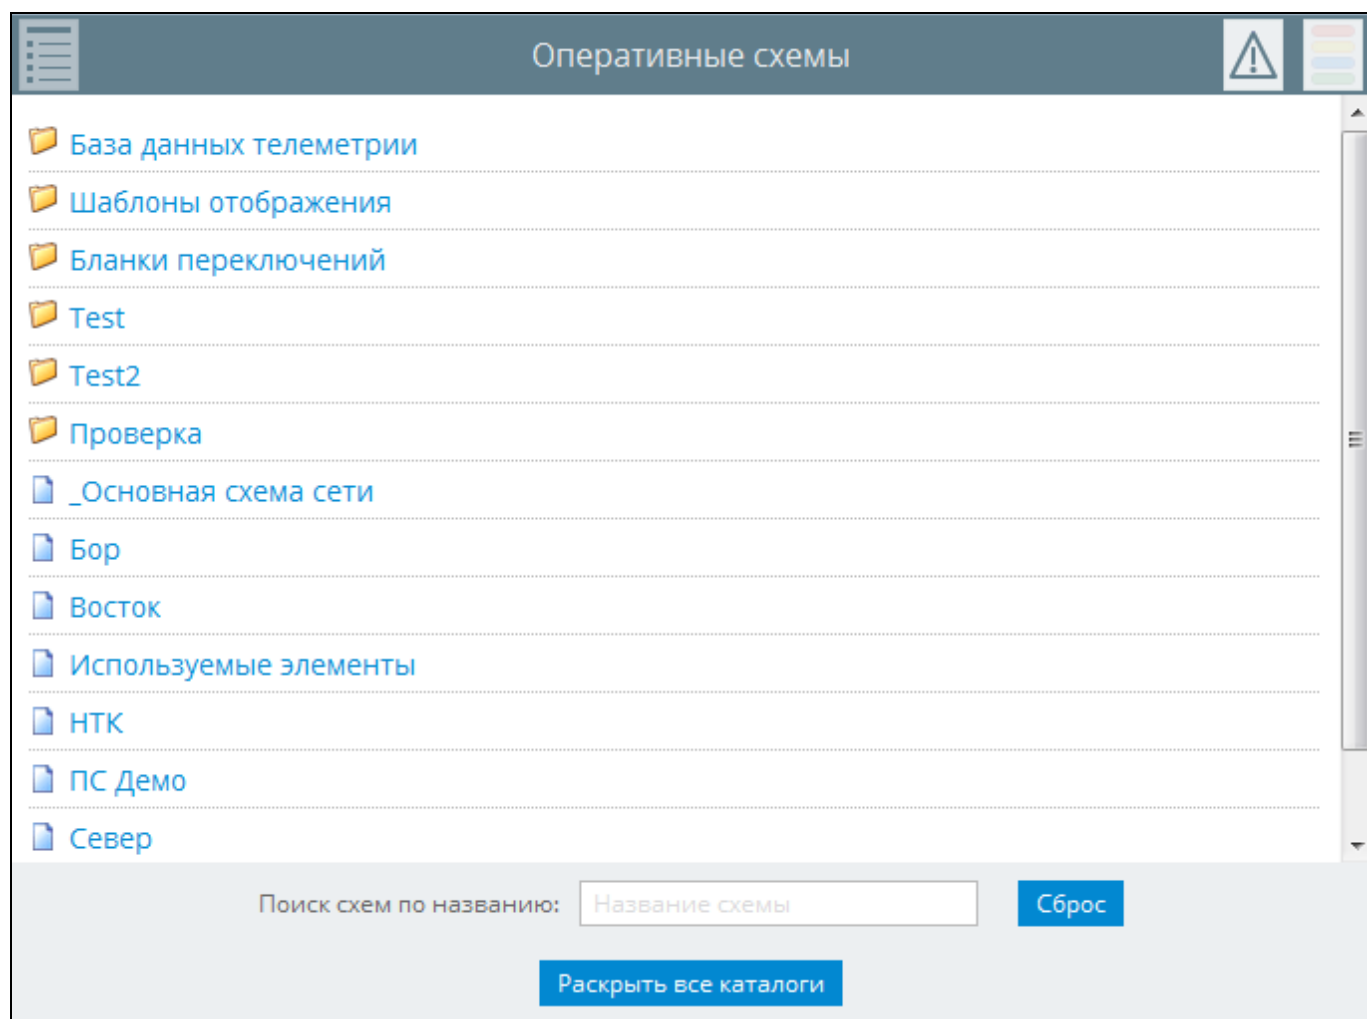 Оперативные схемы
База данных телеметрии
Шаблоны отображения
Бланки переключений
Test
Test2
Проверка
_Основная схема сети
Бор
Восток
Используемые элементы
НТК
ПС Демо
Север
Поиск схем по названию: Название схемы Сброс
Раскрыть все каталоги